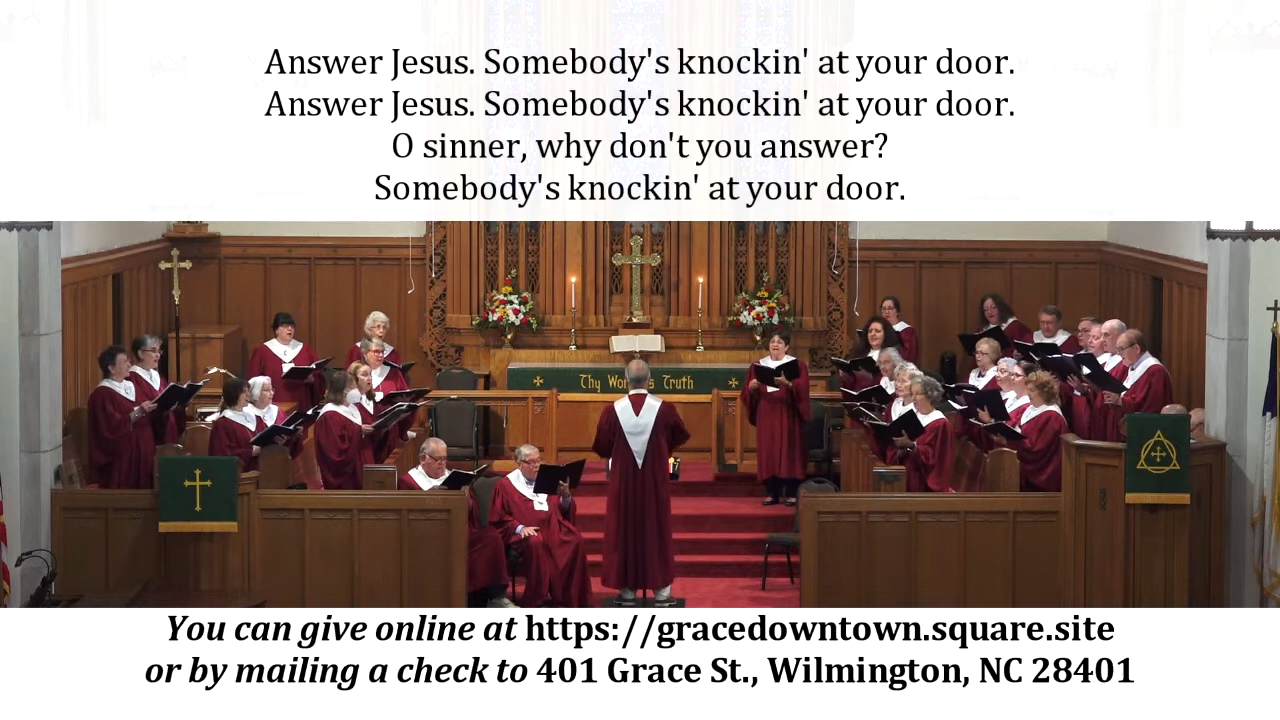 Answer Jesus. Somebody's knockin' at your door.
Answer Jesus. Somebody's knockin' at your door.
O sinner, why don't you answer?
Somebody's knockin' at your door.
Thy Wo is Truth
You can give online at https://gracedowntown.square.site
or by mailing a check to 401 Grace St., Wilmington, NC 28401